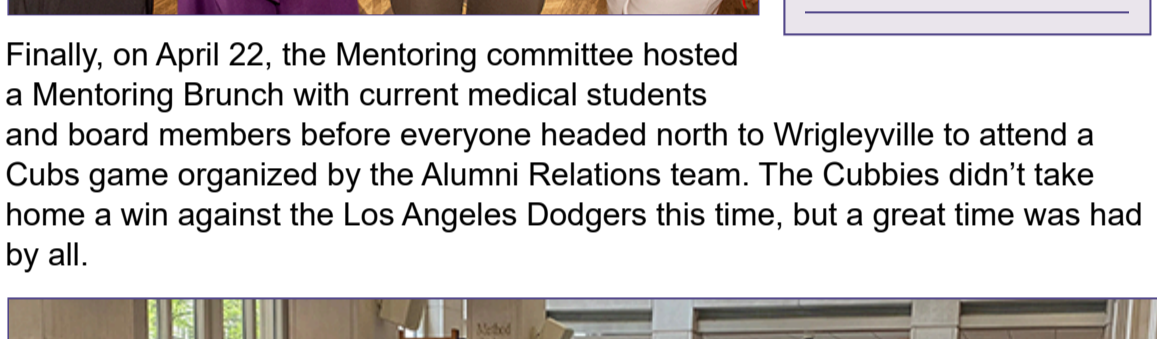 Finally, on April 22, the Mentoring committee hosted
a Mentoring Brunch with current medical students
and board members before everyone headed north to Wrigleyville to attend a
Cubs game organized by the Alumni Relations team. The Cubbies didn’t take
home a win against the Los Angeles Dodgers this time, but a great time was had
by all.
Method